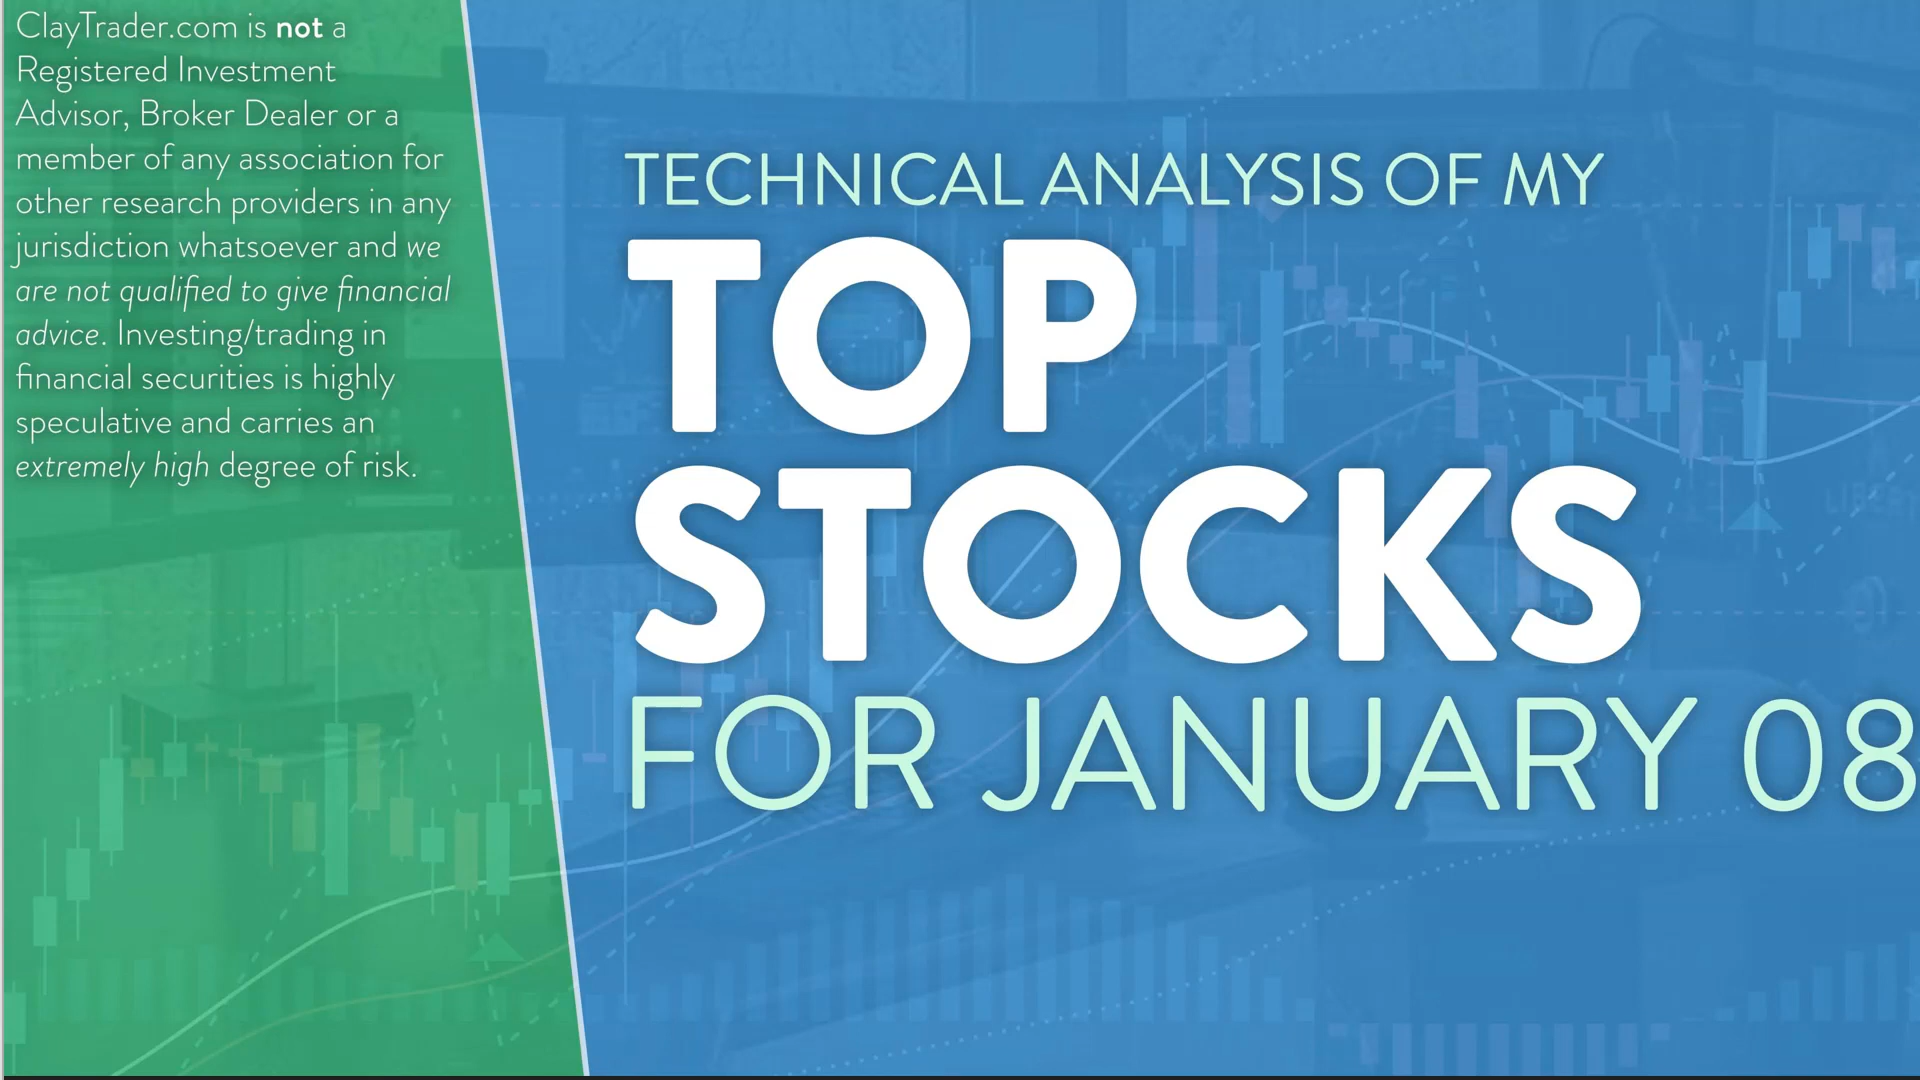 ClayTrader.com is not a
Registered Investment
Advisor, Broker Dealer or a
member of any association for
other research providers in any
jurisdiction whatsoever and we
are not qualified to give financial
advice. Investing/trading in
financial securities is highly
speculative and carries an
extremely high degree of risk.
TECHNICAL ANALYSIS OF MY
TOP
STOCKS
FOR JANUARY 08